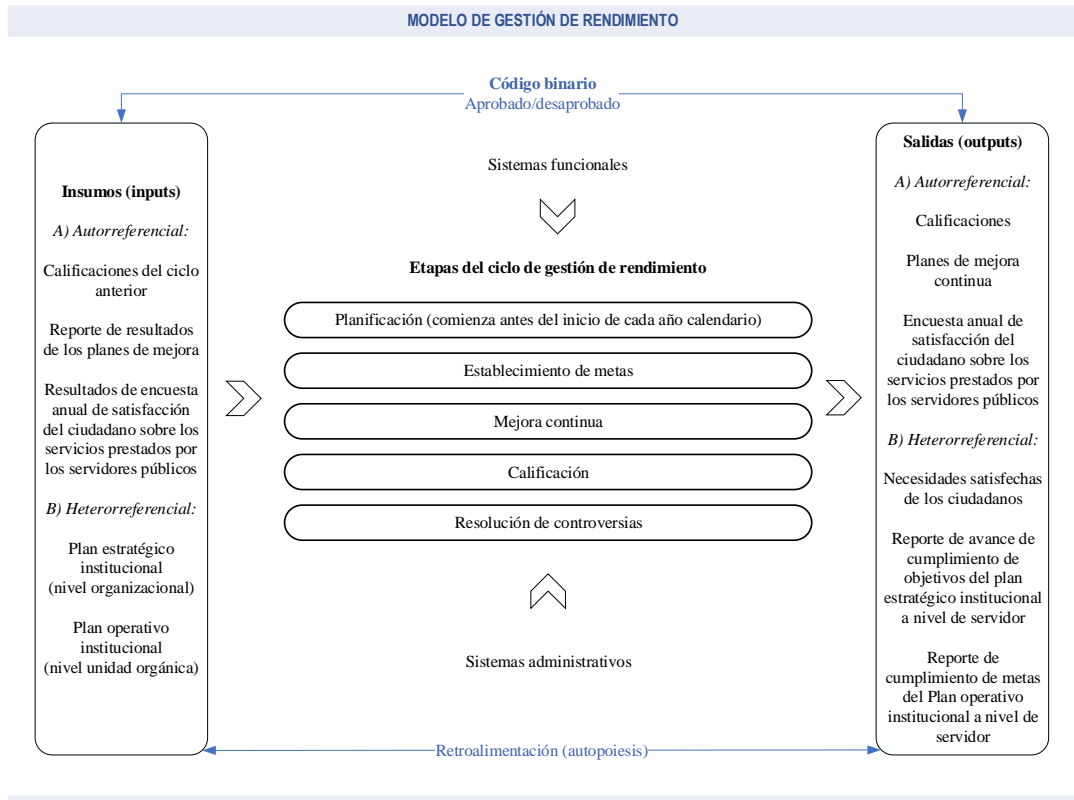 MODELO DE GESTIÓN DE RENDIMIENTO
Código binario
Aprobado/desaprobado
Insumos (inputs)
A) Autorreferencial:
Calificaciones del ciclo
anterior
Reporte de resultados
de los planes de mejora
Resultados de encuesta
anual de satisfacción
del ciudadano sobre los
servicios prestados por
los servidores públicos
B) Heterorreferencial:
Plan estratégico
institucional
(nivel organizacional)
Plan operativo
institucional
(nivel unidad orgánica)
Sistemas funcionales
Etapas del ciclo de gestión de rendimiento
Planificación (comienza antes del inicio de cada año calendario)
Establecimiento de metas
Mejora continua
Calificación
Resolución de controversias
Sistemas administrativos
Salidas (outputs)
A) Autorreferencial:
Calificaciones
Planes de mejora
continua
Encuesta anual de
satisfacción del
ciudadano sobre los
servicios prestados por
los servidores públicos
B) Heterorreferencial:
Necesidades satisfechas
de los ciudadanos
Reporte de avance de
cumplimiento de
objetivos del plan
estratégico institucional
a nivel de servidor
Reporte de
cumplimiento de metas
del Plan operativo
institucional a nivel de
servidor
Retroalimentación (autopoiesis)